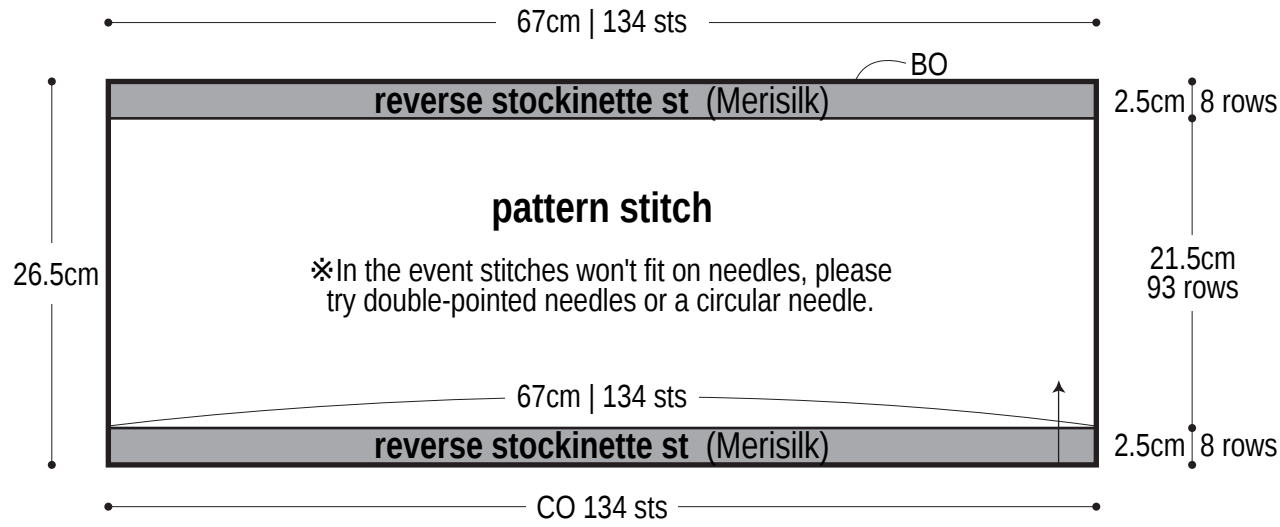 67cm | 134 sts
BO
reverse stockinette st (Merisilk)
2.5cm 8 rows
pattern stitch
※In the event stitches won't fit on needles, please
try double-pointed needles or a circular needle.
26.5cm
21.5cm
93 rows
67cm | 134 sts
reverse stockinette st (Merisilk)
2.5cm 8 rows
CO 134 sts